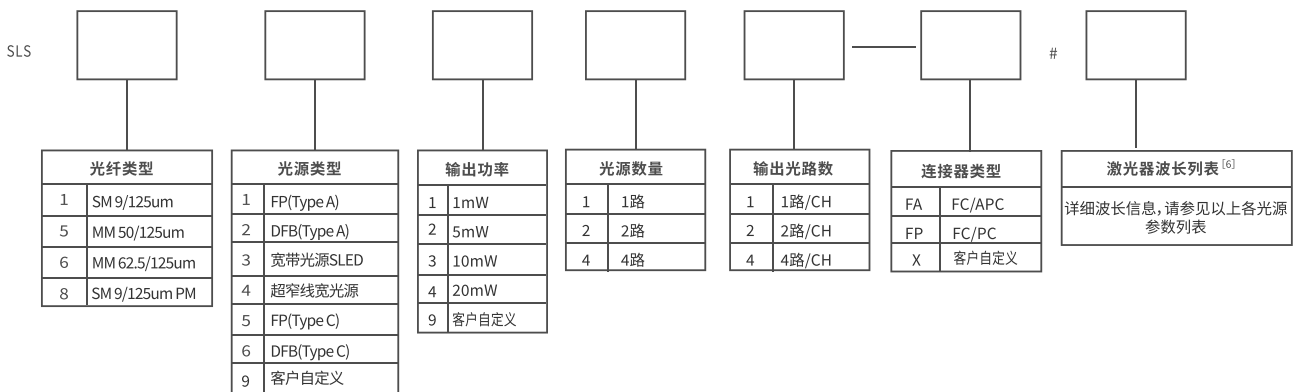 SLS
#
光纤类型
1 SM 9/125um
5 MM 50/125um
6 MM 62.5/125um
8 SM 9/125um PM
光源类型
1 FP(Type A)
2 DFB(Type A)
3 宽带光源SLED
4 超窄线宽光源
5 FP(Type C)
6 DFB(Type C)
9 客户自定义
输出功率
1 1mW
2 5mW
3 10mW
4 20mW
9 客户自定义
光源数量
1 1路
2 2路
4 4路
输出光路数
1 1路/CH
2 2路/CH
4 4路/CH
连接器类型
FA FC/APC
FP FC/PC
X 客户自定义
激光器波长列表[6]
详细波长信息，请参见以上各光源
参数列表